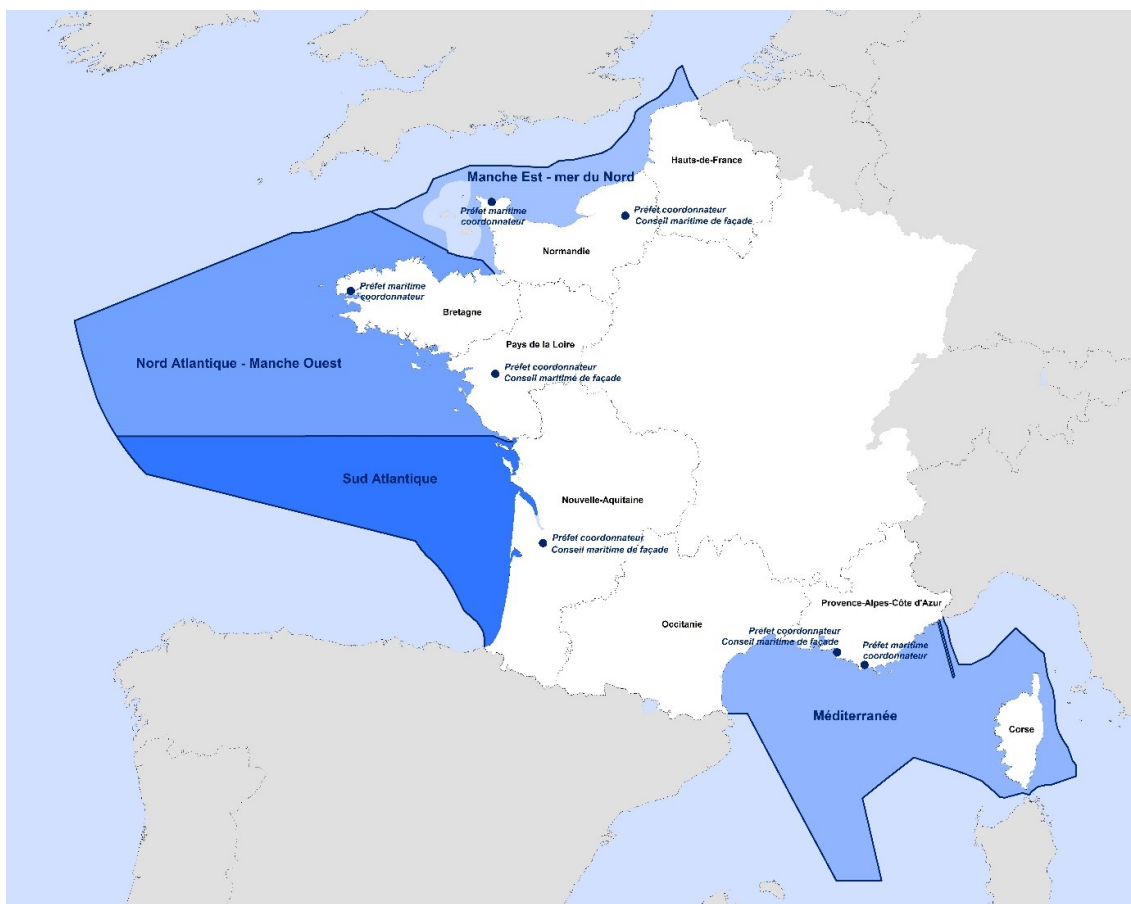 Hauts-de-France
Manche Est - mer du Nord
Préfet maritime
coordonnateur
Préfet coordonnateur
Conseil maritime de façade
Normandie
Préfet maritime
coordonnateur
Bretagne
Pays de la Loire
Nord Atlantique - Manche Ouest
Préfet coordonnateur
Conseil maritime de façade
Sud Atlantique
Nouvelle-Aquitaine
Préfet coordonnateur
Conseil maritime de façade
Provence-Alpes-Côte d'Azur
Occitanie
Préfet coordonnateur
Conseil maritime de façade
Préfet maritime
coordonnateur
Méditerranée
Corse